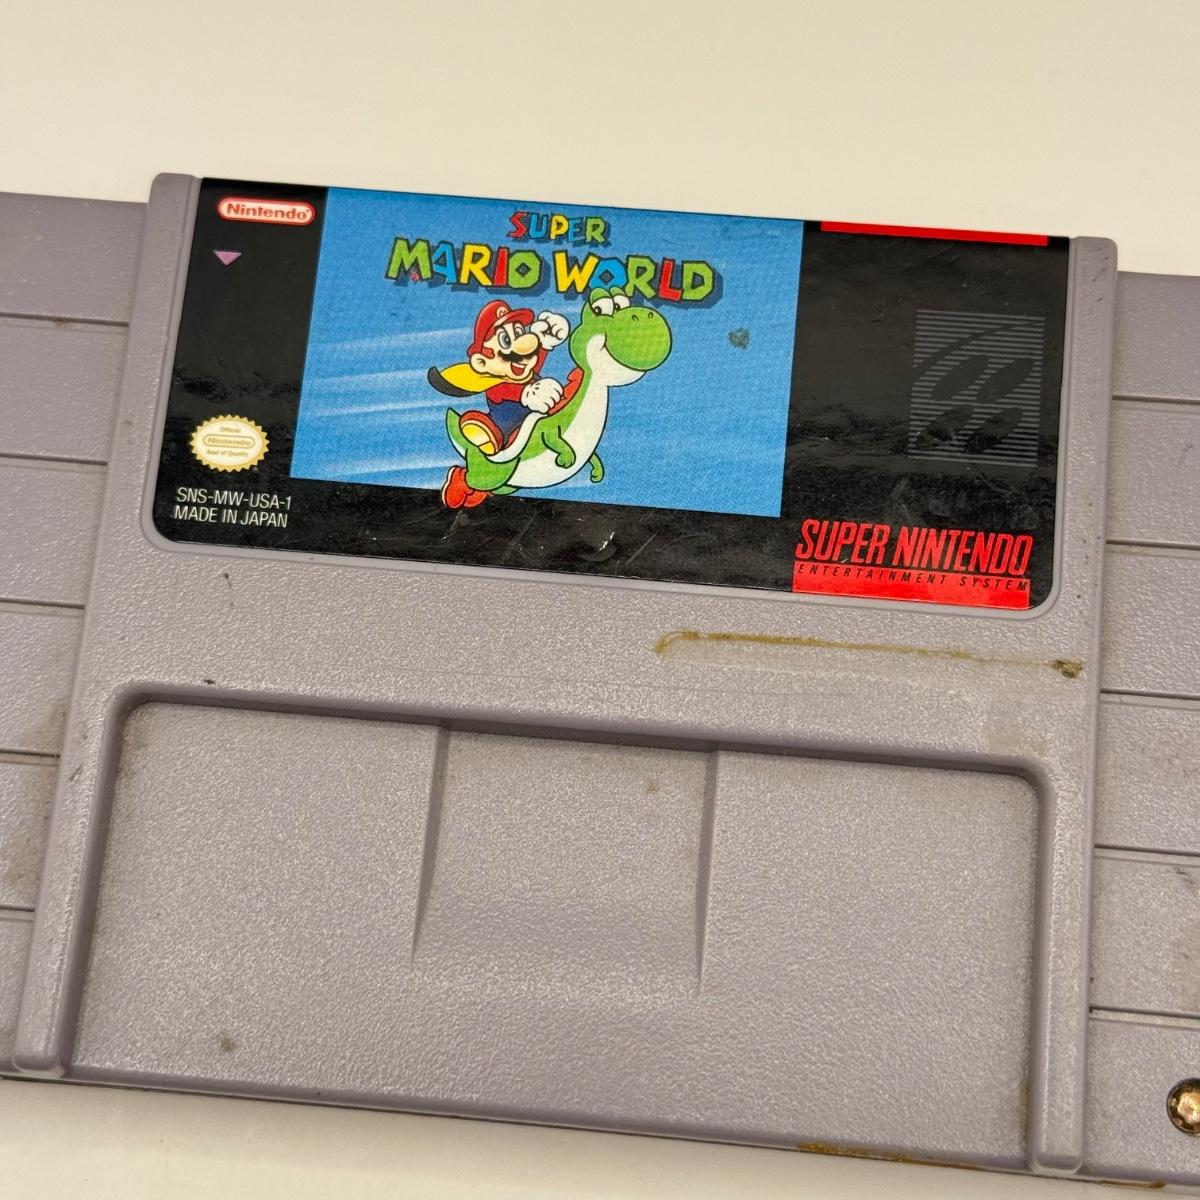 Nintendo®
SUPER
MARIO WORLD™
Official
Nintendo
Seal of Quality
SNS-MW-USA-1
MADE IN JAPAN
SUPER NINTENDO
ENTERTAINMENT SYSTEM